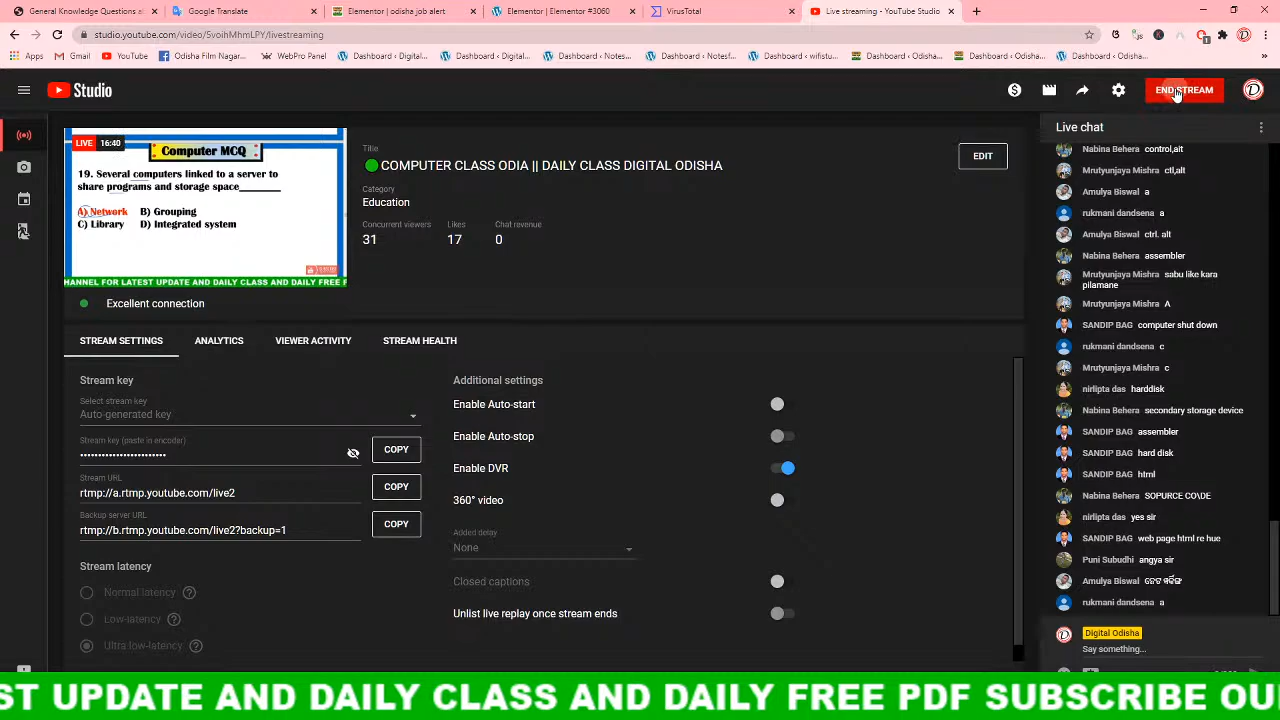 General Knowledge Questions ac
Google Translate
Elementor | odisha job alert
Elementor | Elementor #3060
VirusTotal
Live streaming - YouTube Studio
studio.youtube.com/video/5voihMhmLPY/livestreaming
Apps
Gmail
YouTube
Odisha Film Nagar...
WebPro Panel
Dashboard ‹ Digital...
Dashboard ‹ Notes...
Dashboard ‹ Notes...
Dashboard ‹ wifistu...
Dashboard ‹ Odish...
Dashboard ‹ Odisha...
»
Studio
END STREAM
LIVE 16:40
Computer MCQ
19. Several computers linked to a server to
share programs and storage space________
A) Network B) Grouping
C) Library D) Integrated system
HANNEL FOR LATEST UPDATE AND DAILY CLASS AND DAILY FREE F
Title
COMPUTER CLASS ODIA || DAILY CLASS DIGITAL ODISHA
EDIT
Category
Education
Concurrent viewers Likes Chat revenue
31 17 0
Excellent connection
STREAM SETTINGS ANALYTICS VIEWER ACTIVITY STREAM HEALTH
Stream key
Select stream key
Auto-generated key
Stream key (paste in encoder)
••••••••••••••••••••••••
COPY
Stream URL
rtmp://a.rtmp.youtube.com/live2
COPY
Backup server URL
rtmp://b.rtmp.youtube.com/live2?backup=1
COPY
Stream latency
Normal latency
Low-latency
Ultra low-latency
Additional settings
Enable Auto-start
Enable Auto-stop
Enable DVR
360° video
Added delay
None
Closed captions
Unlist live replay once stream ends
Live chat
Nabina Behera control,alt
Mrutyunjaya Mishra ctl,alt
Amulya Biswal a
rukmani dandsena a
Amulya Biswal ctrl. alt
Nabina Behera assembler
Mrutyunjaya Mishra sabu like kara
pilamane
Mrutyunjaya Mishra A
SANDIP BAG computer shut down
rukmani dandsena c
Mrutyunjaya Mishra c
nirlipta das harddisk
Nabina Behera secondary storage device
SANDIP BAG assembler
SANDIP BAG hard disk
SANDIP BAG html
Nabina Behera SOPURCE CO\DE
nirlipta das yes sir
SANDIP BAG web page html re hue
Puni Subudhi angya sir
Amulya Biswal
rukmani dandsena a
Digital Odisha
Say something...
ST UPDATE AND DAILY CLASS AND DAILY FREE PDF SUBSCRIBE OU